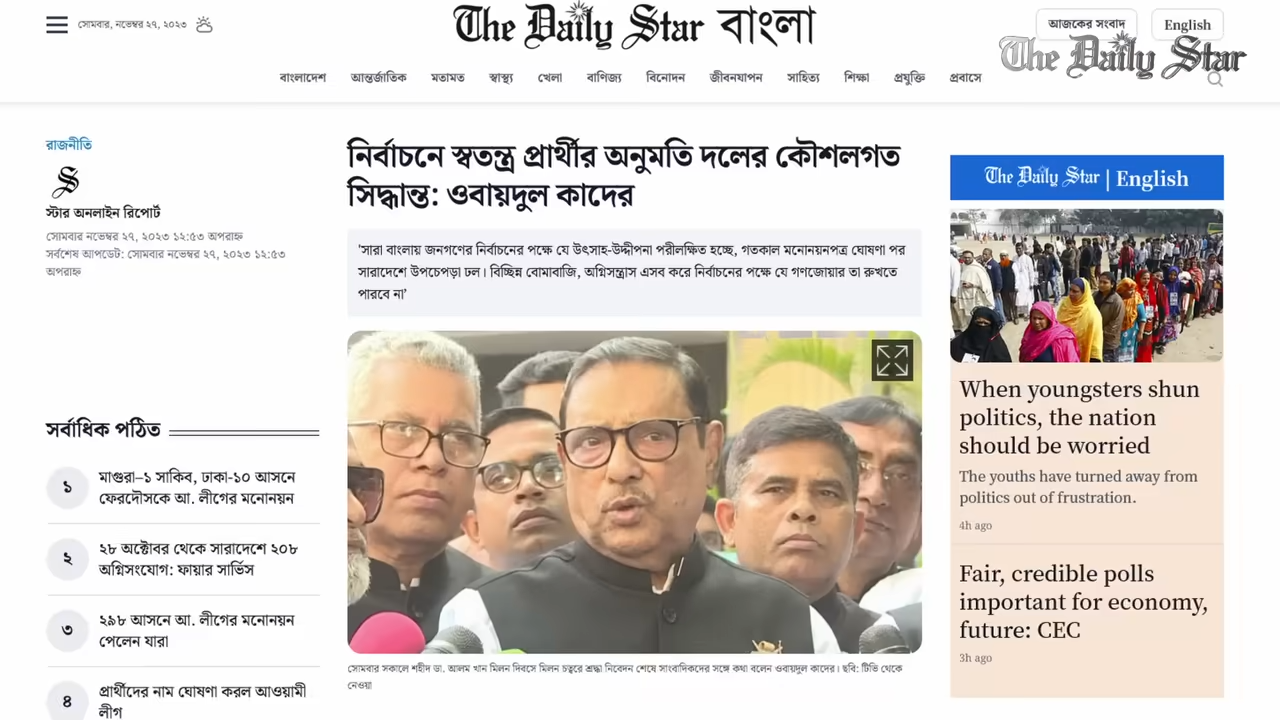 সোমবার, নভেম্বর ২৭, ২০২৩
The Daily Star বাংলা
আজকের সংবাদ
English
The Daily Star
বাংলাদেশ আন্তর্জাতিক মতামত স্বাস্থ্য খেলা বাণিজ্য বিনোদন জীবনযাপন সাহিত্য শিক্ষা প্রযুক্তি প্রবাসে
রাজনীতি
স্টার অনলাইন রিপোর্ট
সোমবার নভেম্বর ২৭, ২০২৩ ১২:৫৩ অপরাহ্ন
সর্বশেষ আপডেট: সোমবার নভেম্বর ২৭, ২০২৩ ১২:৫৩
অপরাহ্ন
সর্বাধিক পঠিত
১
মাগুরা–১ সাকিব, ঢাকা-১০ আসনে
ফেরদৌসকে আ. লীগের মনোনয়ন
২
২৮ অক্টোবর থেকে সারাদেশে ২০৮
অগ্নিসংযোগ: ফায়ার সার্ভিস
৩
২৯৮ আসনে আ. লীগের মনোনয়ন
পেলেন যারা
৪
প্রার্থীদের নাম ঘোষণা করল আওয়ামী
লীগ
নির্বাচনে স্বতন্ত্র প্রার্থীর অনুমতি দলের কৌশলগত
সিদ্ধান্ত: ওবায়দুল কাদের
'সারা বাংলায় জনগণের নির্বাচনের পক্ষে যে উৎসাহ-উদ্দীপনা পরীলক্ষিত হচ্ছে, গতকাল মনোনয়নপত্র ঘোষণা পর
সারাদেশে উপচেপড়া ঢল। বিচ্ছিন্ন বোমাবাজি, অগ্নিসন্ত্রাস এসব করে নির্বাচনের পক্ষে যে গণজোয়ার তা রুখতে
পারবে না’
সোমবার সকালে শহীদ ডা. আলম খান মিলন দিবসে মিলন চত্বরে শ্রদ্ধা নিবেদন শেষে সাংবাদিকদের সঙ্গে কথা বলেন ওবায়দুল কাদের। ছবি: টিভি থেকে
নেওয়া
The Daily Star | English
When youngsters shun
politics, the nation
should be worried
The youths have turned away from
politics out of frustration.
4h ago
Fair, credible polls
important for economy,
future: CEC
3h ago